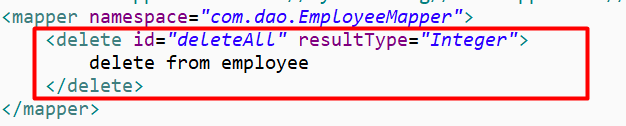 <mapper namespace="com.dao.EmployeeMapper">
<delete id="deleteAll" resultType="Integer">
delete from employee
</delete>
</mapper>